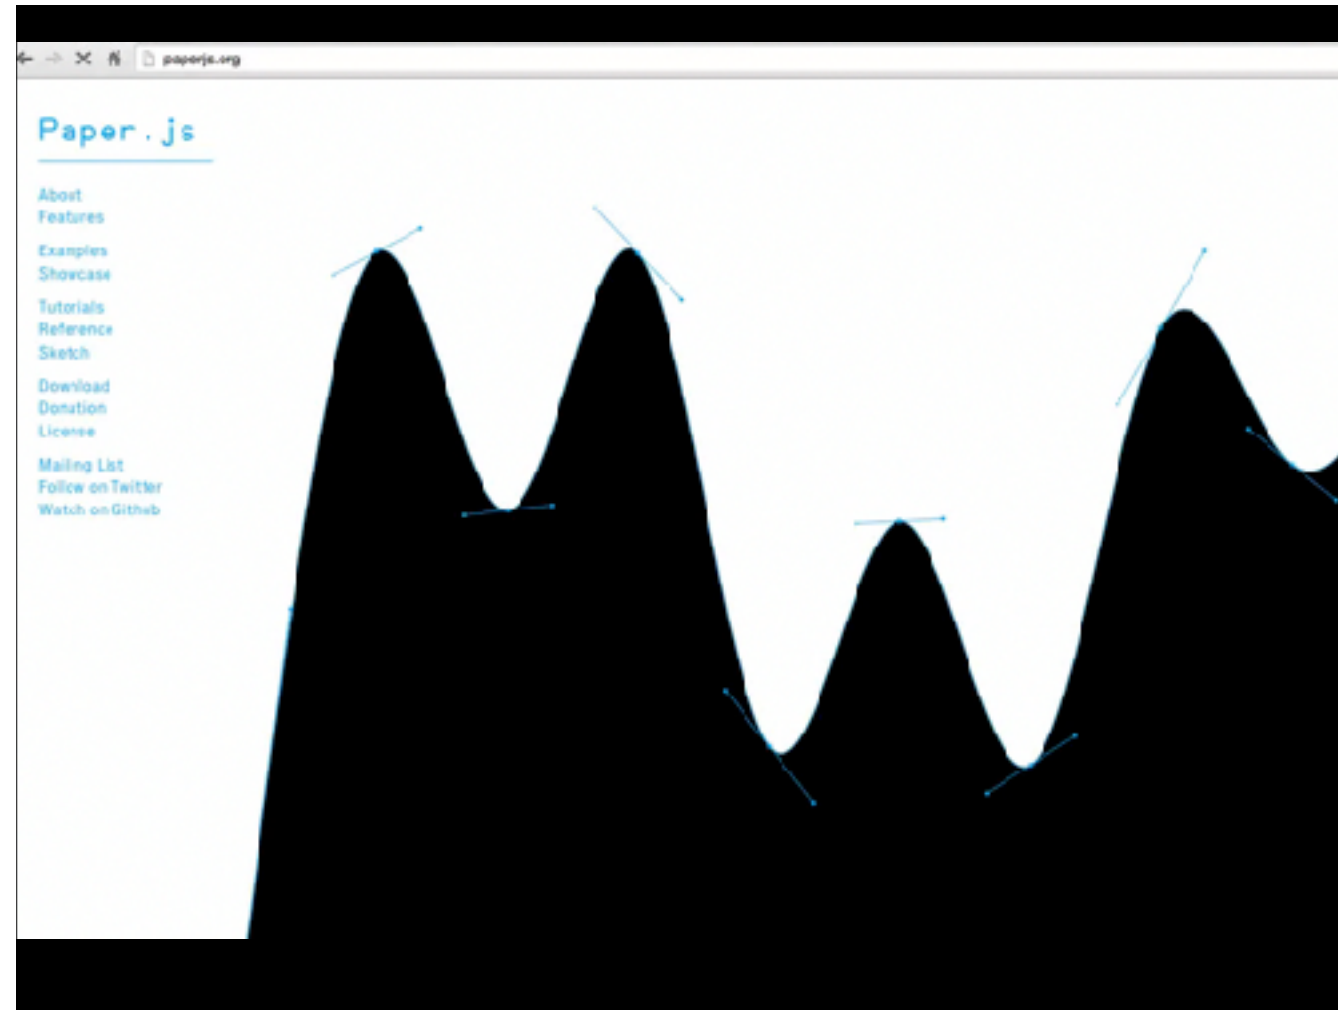 paperjs.org
Paper.js
About
Features
Examples
Showcase
Tutorials
Reference
Sketch
Download
Donation
License
Mailing List
Follow on Twitter
Watch on Github